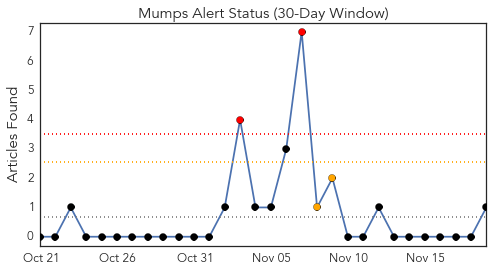 Mumps Alert Status (30-Day Window)
Articles Found
7
6
5
4
3
2
1
0
Oct 21
Oct 26
Oct 31
Nov 05
Nov 10
Nov 15